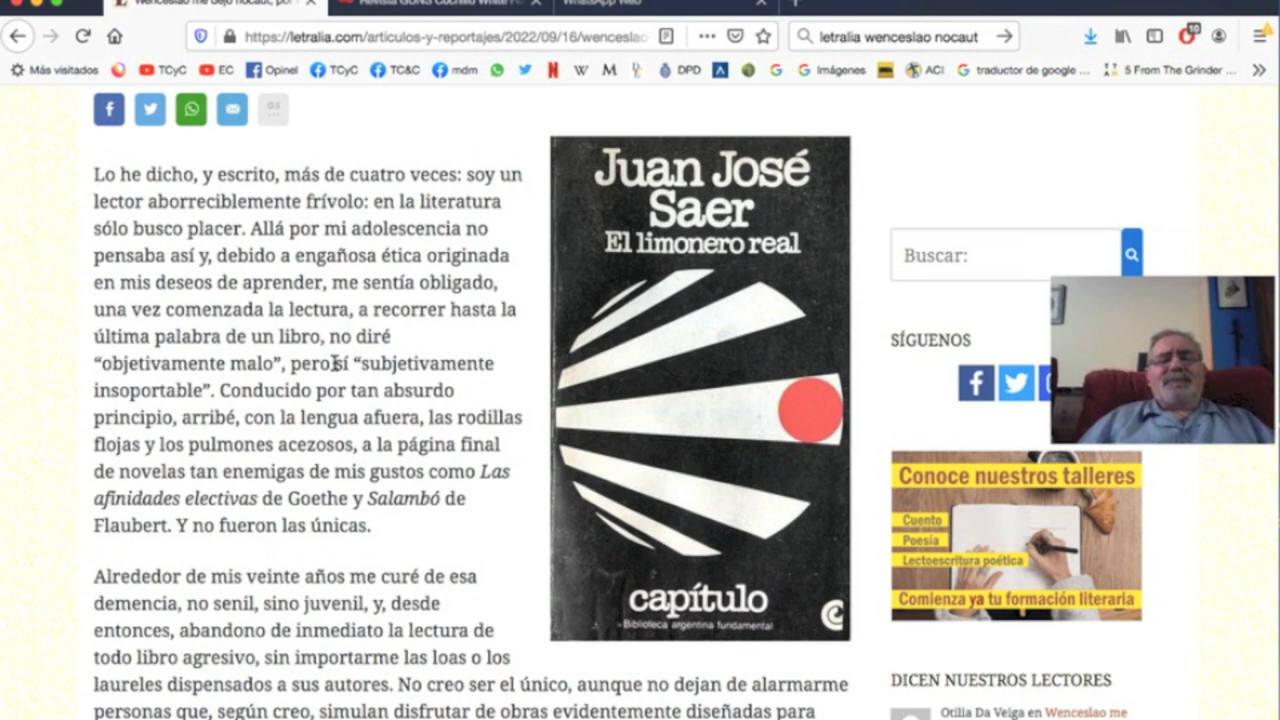 https://letralia.com/articulos-y-reportajes/2022/09/16/wenceslao
letralia wenceslao nocaut
Más visitados
TCyC
EC
Opinel
TCyC
TC&C
mdm
DPD
Imágenes
ACI
traductor de google ...
5 From The Grinder ...
Lo he dicho, y escrito, más de cuatro veces: soy un
lector aborreciblemente frívolo: en la literatura
sólo busco placer. Allá por mi adolescencia no
pensaba así y, debido a engañosa ética originada
en mis deseos de aprender, me sentía obligado,
una vez comenzada la lectura, a recorrer hasta la
última palabra de un libro, no diré
“objetivamente malo”, pero sí “subjetivamente
insoportable”. Conducido por tan absurdo
principio, arribé, con la lengua afuera, las rodillas
flojas y los pulmones acezosos, a la página final
de novelas tan enemigas de mis gustos como Las
afinidades electivas de Goethe y Salambó de
Flaubert. Y no fueron las únicas.
Alrededor de mis veinte años me curé de esa
demencia, no senil, sino juvenil, y, desde
entonces, abandono de inmediato la lectura de
todo libro agresivo, sin importarme las loas o los
laureles dispensados a sus autores. No creo ser el único, aunque no dejan de alarmarme
personas que, según creo, simulan disfrutar de obras evidentemente diseñadas para
Juan José
Saer
El limonero real
capítulo
Biblioteca argentina fundamental
Buscar:
SÍGUENOS
Conoce nuestros talleres
Cuento
Poesía
Lectoescritura poética
Comienza ya tu formación literaria
DICEN NUESTROS LECTORES
Otilia Da Veiga en Wenceslao me